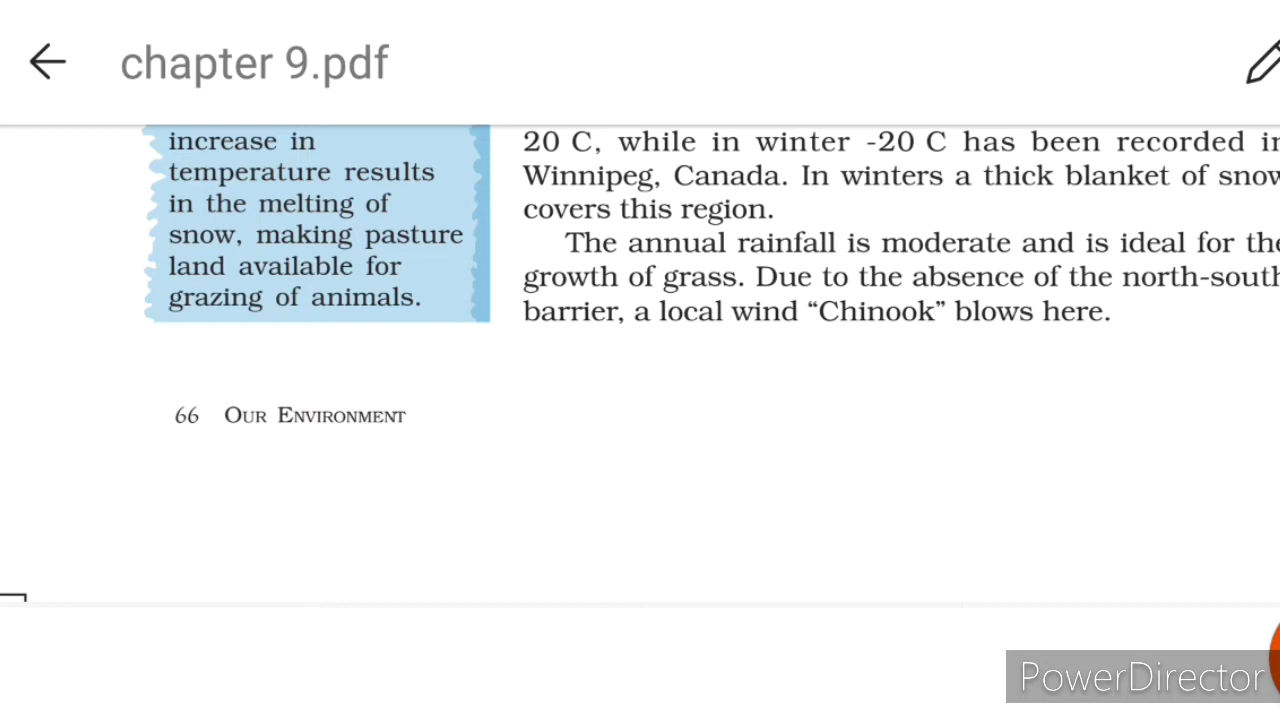 chapter 9.pdf
increase in
temperature results
in the melting of
snow, making pasture
land available for
grazing of animals.
20 C, while in winter -20 C has been recorded
Winnipeg, Canada. In winters a thick blanket of snow
covers this region.
The annual rainfall is moderate and is ideal for the
growth of grass. Due to the absence of the north-south
barrier, a local wind “Chinook” blows here.
66 OUR ENVIRONMENT
PowerDirector